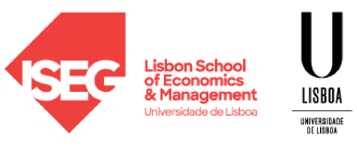 ISEG
Lisbon School
of Economics
& Management
Universidade de Lisboa
U
LISBOA
UNIVERSIDADE
DE LISBOA